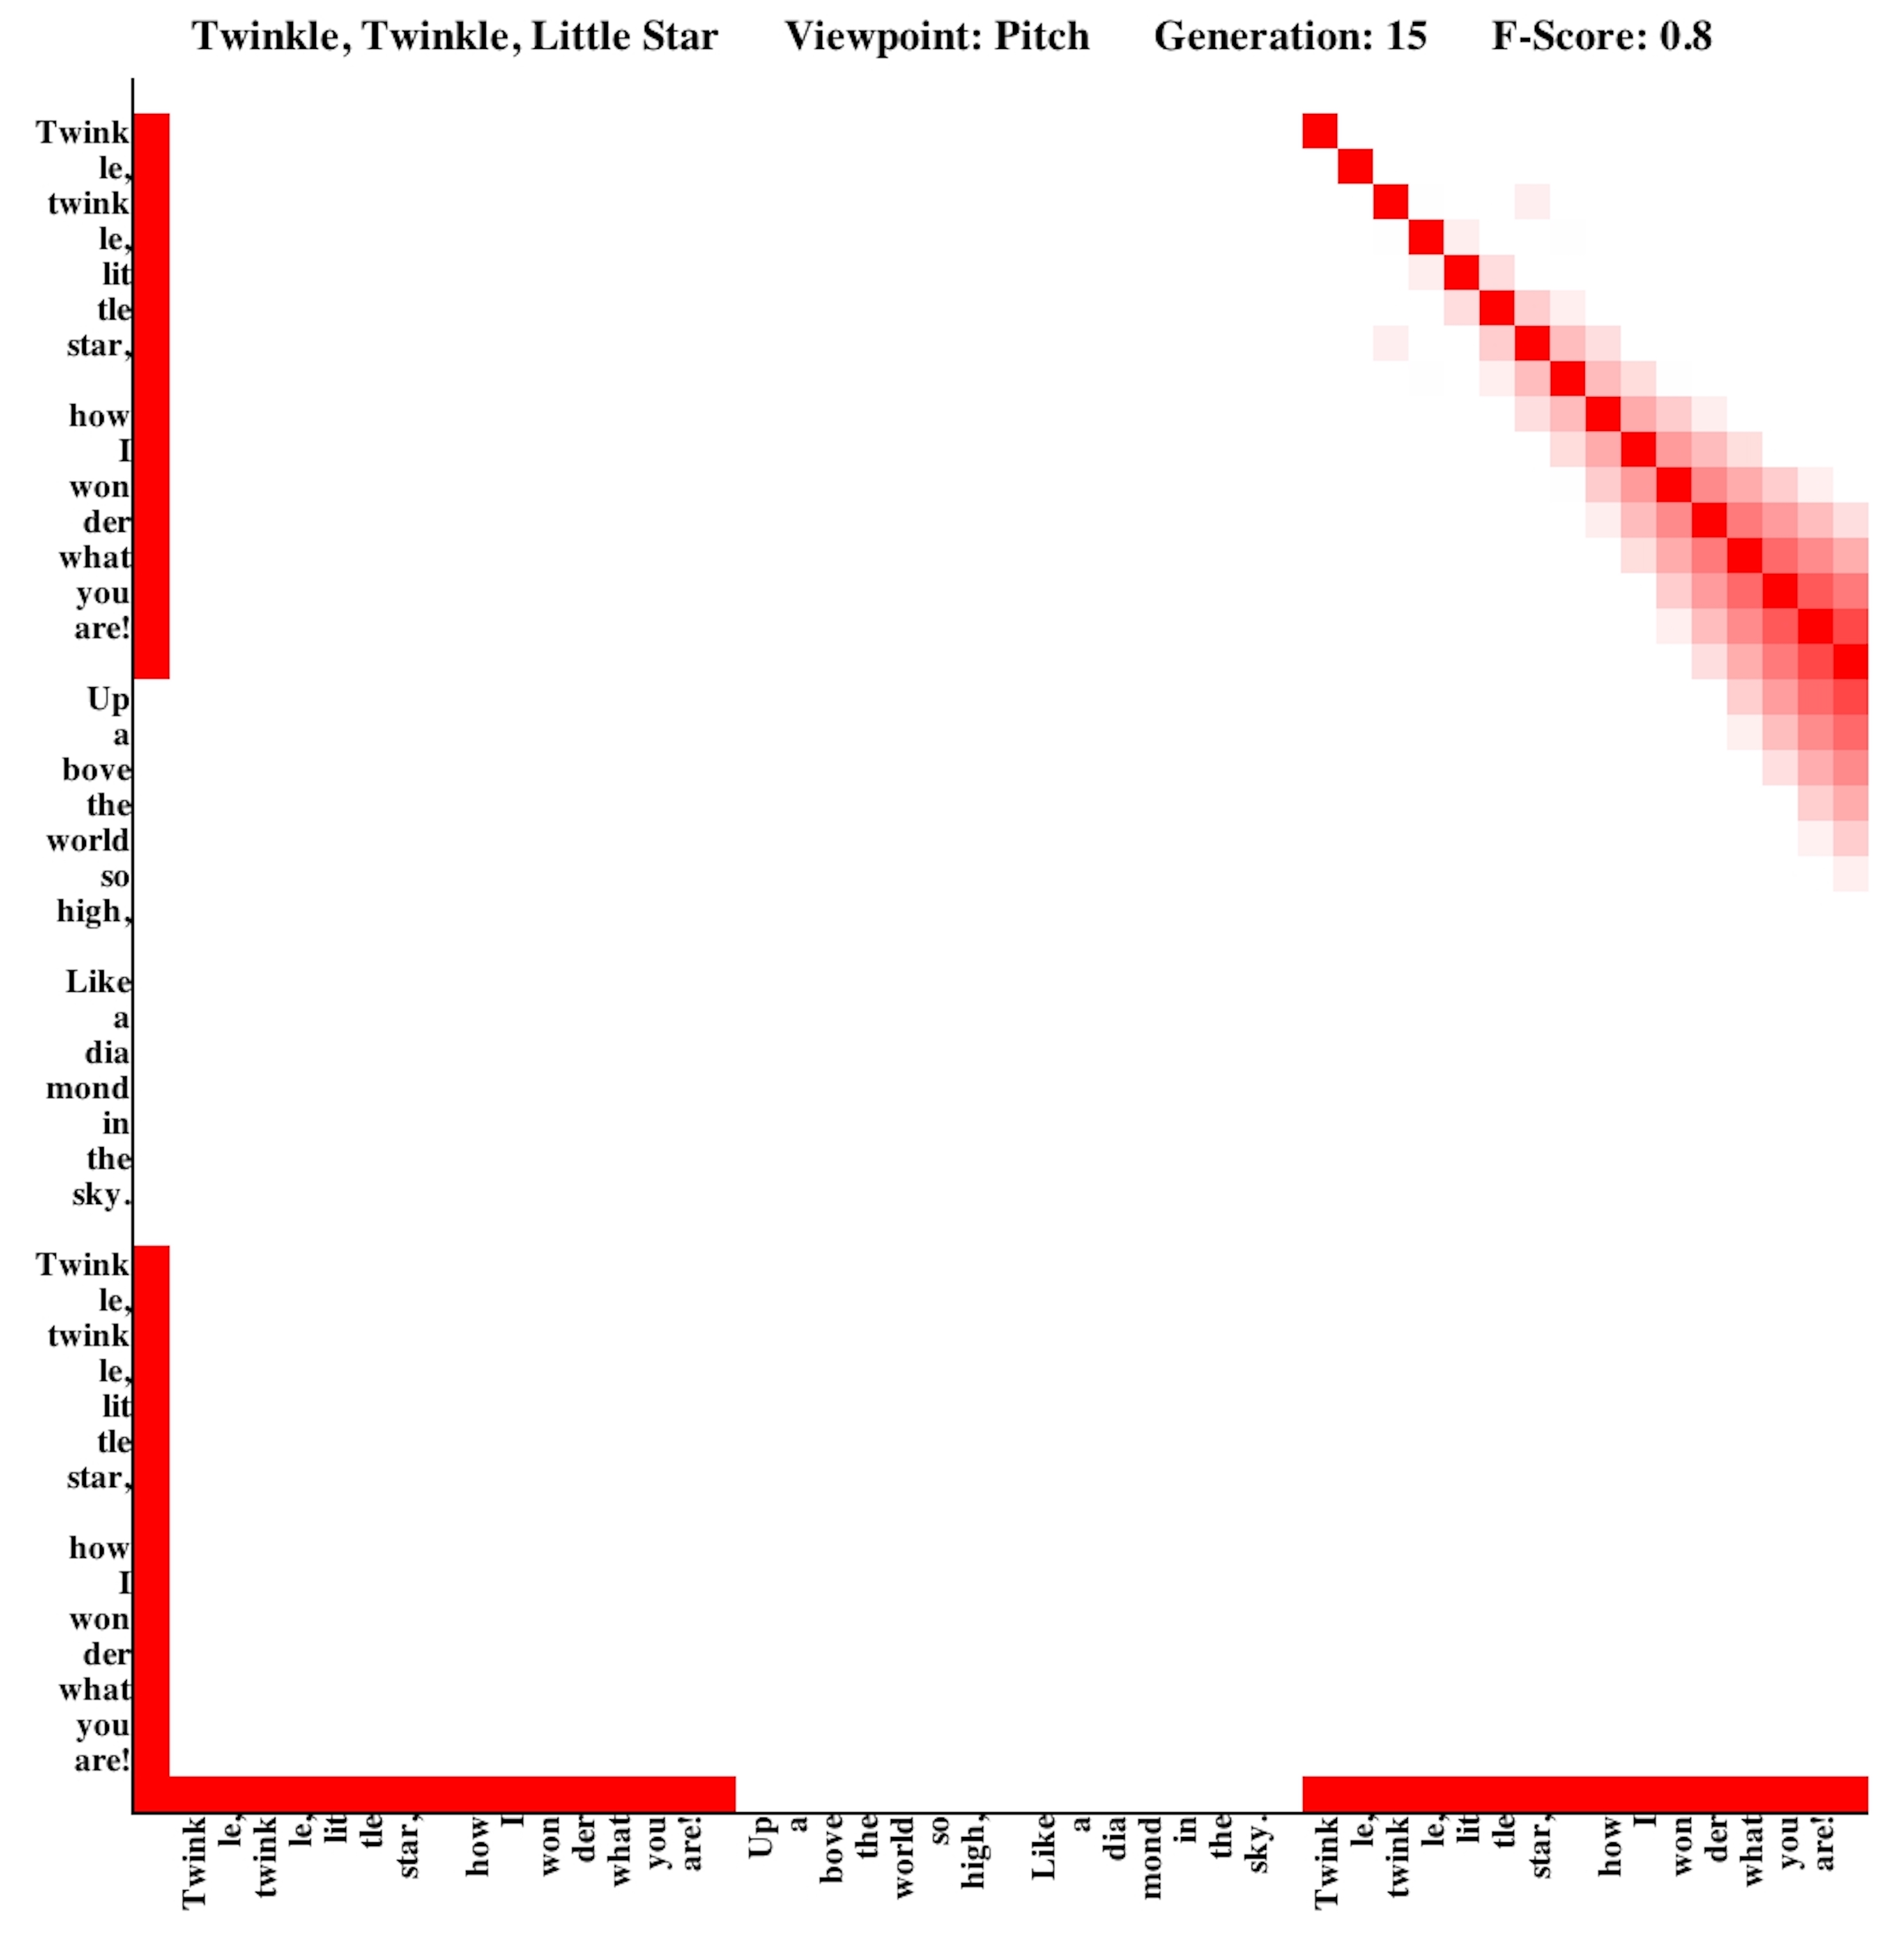 Twinkle, Twinkle, Little Star Viewpoint: Pitch Generation: 15 F-Score: 0.8
Twink
le,
twink
le,
lit
tle
star,
how
I
won
der
what
you
are!
Up
a
bove
the
world
so
high,
Like
a
dia
mond
in
the
sky.
Twink
le,
twink
le,
lit
tle
star,
how
I
won
der
what
you
are!
Twink le, twink le, lit tle star, how I won der what you are! Up a bove the world so high, Like a dia mond in the sky. Twink le, twink le, lit tle star, how I won der what you are!